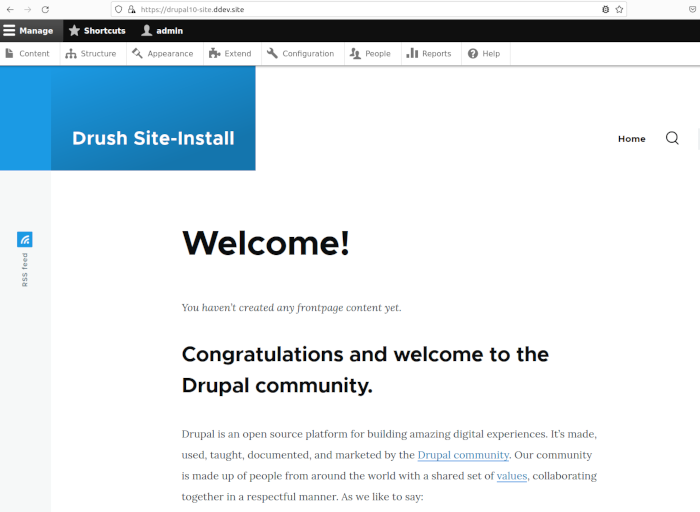 https://drupal10-site.ddev.site
Manage Shortcuts admin
Content Structure Appearance Extend Configuration People Reports Help
Drush Site-Install
Home
RSS feed
Welcome!
You haven’t created any frontpage content yet.
Congratulations and welcome to the
Drupal community.
Drupal is an open source platform for building amazing digital experiences. It’s made,
used, taught, documented, and marketed by the Drupal community. Our community
is made up of people from around the world with a shared set of values, collaborating
together in a respectful manner. As we like to say: